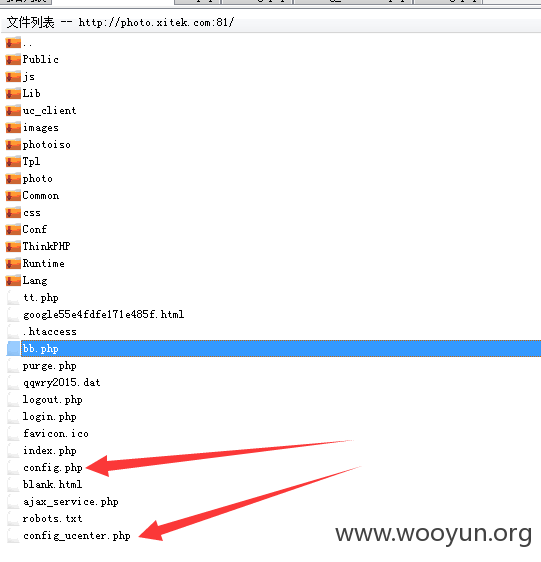 文件列表 -- http://photo.xitek.com:81/
..
Public
js
Lib
uc_client
images
photoiso
Tpl
photo
Common
css
Conf
ThinkPHP
Runtime
Lang
tt.php
google55e4fdfe171e485f.html
.htaccess
bb.php
purge.php
qqwry2015.dat
logout.php
login.php
favicon.ico
index.php
config.php
blank.html
ajax_service.php
robots.txt
config_ucenter.php
www.wooyun.org